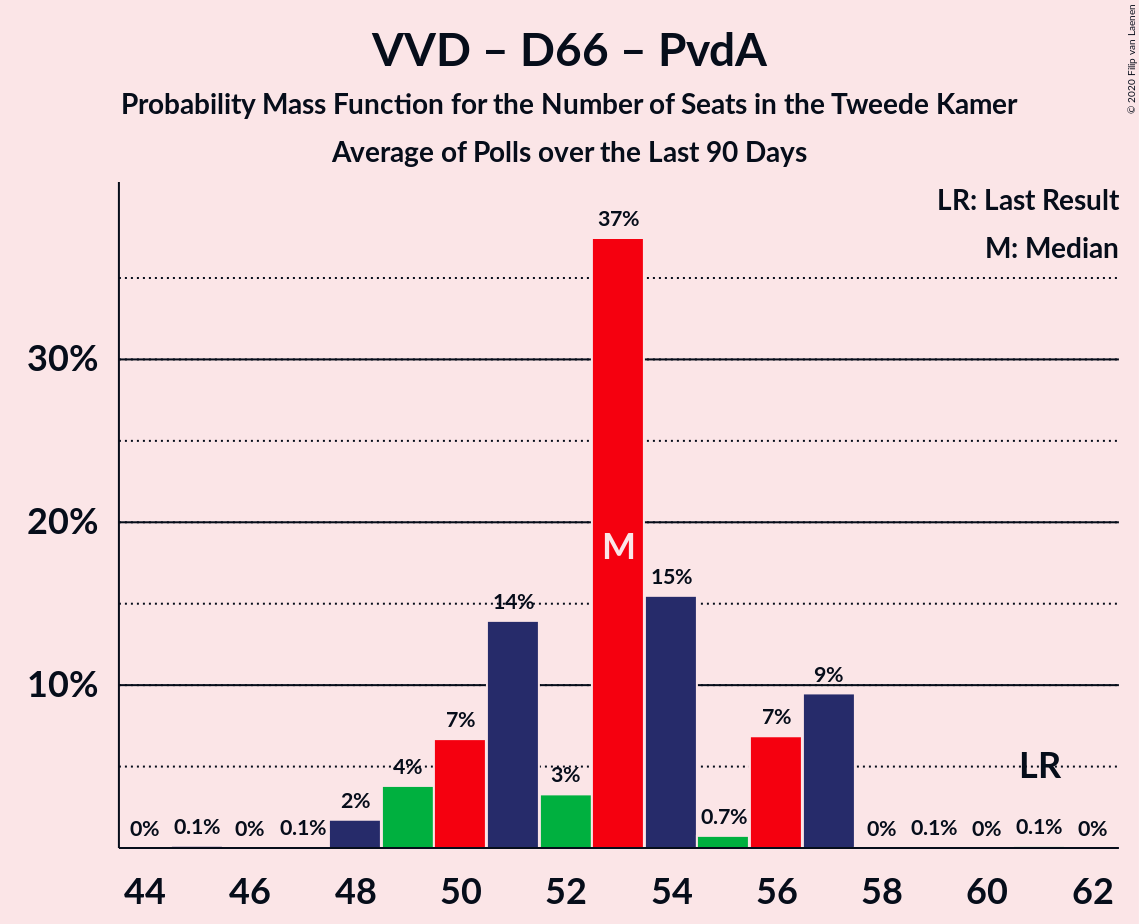 VVD – D66 – PvdA
Probability Mass Function for the Number of Seats in the Tweede Kamer
Average of Polls over the Last 90 Days
© 2020 Filip van Laenen
LR: Last Result
M: Median
37%
30%
M
20%
15%
14%
10%
9%
7%
7%
4%
3%
LR
2%
0.7%
0% 0.1% 0% 0.1% 0% 0.1% 0% 0.1% 0%
44 46 48 50 52 54 56 58 60 62